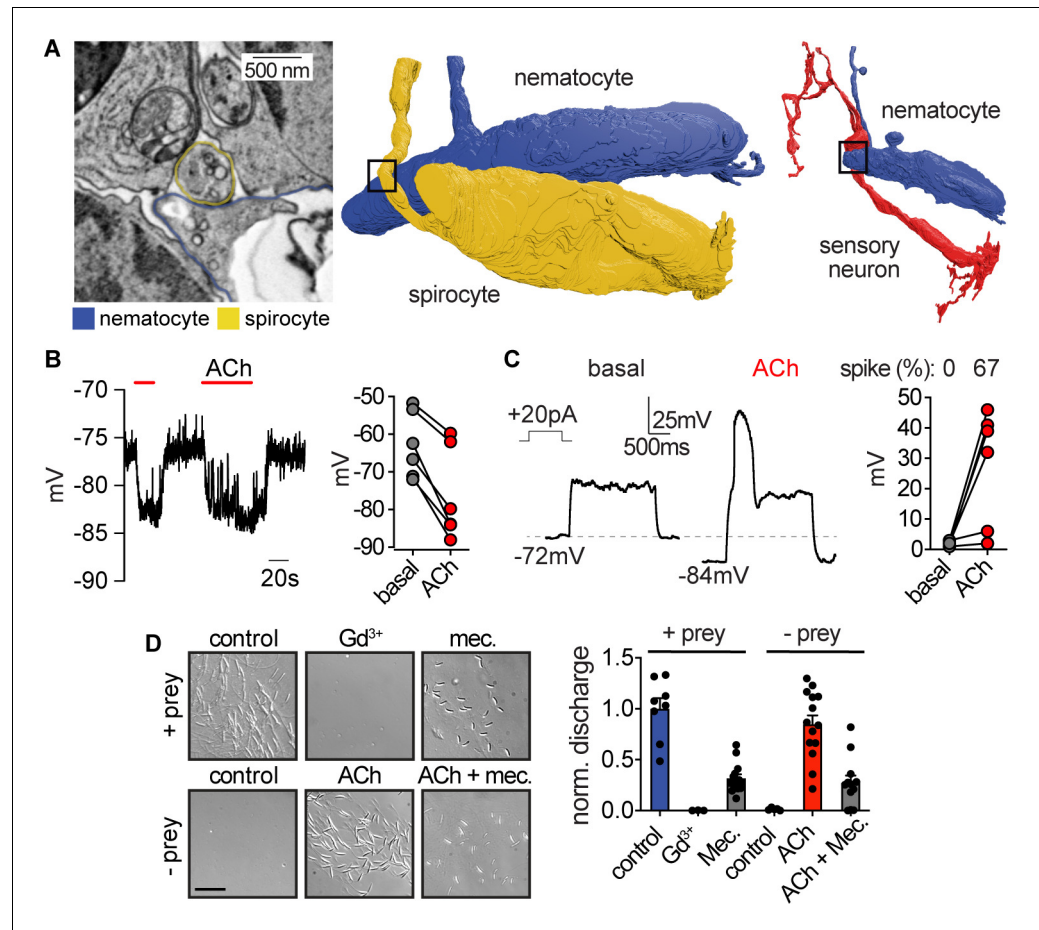 A
500 nm
nematocyte
spirocyte
nematocyte
sensory
neuron
nematocyte
spirocyte
B
ACh
-70
-75
-80
-85
-90
mV
20s
-50
-60
-70
-80
-90
mV
basal
ACh
C
basal
ACh
spike (%): 0 67
+20pA
25mV
500ms
-72mV
-84mV
50
40
30
20
10
0
mV
basal
ACh
D
control
Gd³⁺
mec.
+ prey
control
ACh
ACh + mec.
- prey
+ prey
- prey
1.5
1.0
0.5
0.0
norm. discharge
control
Gd³⁺
Mec.
control
ACh
ACh + Mec.